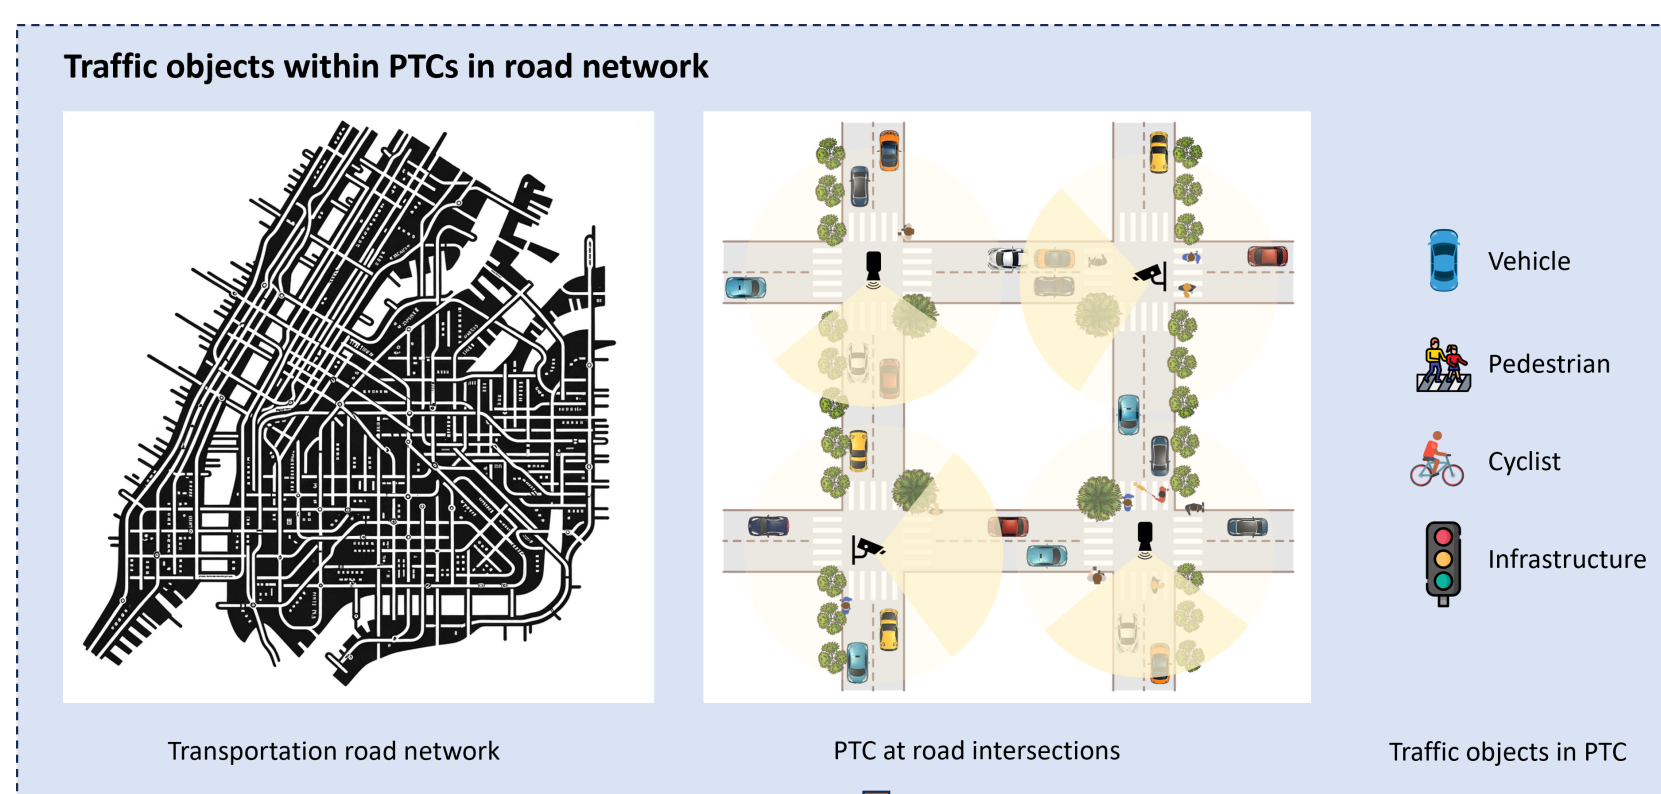 Traffic objects within PTCs in road network
Vehicle
Pedestrian
Cyclist
Infrastructure
Transportation road network
PTC at road intersections
Traffic objects in PTC